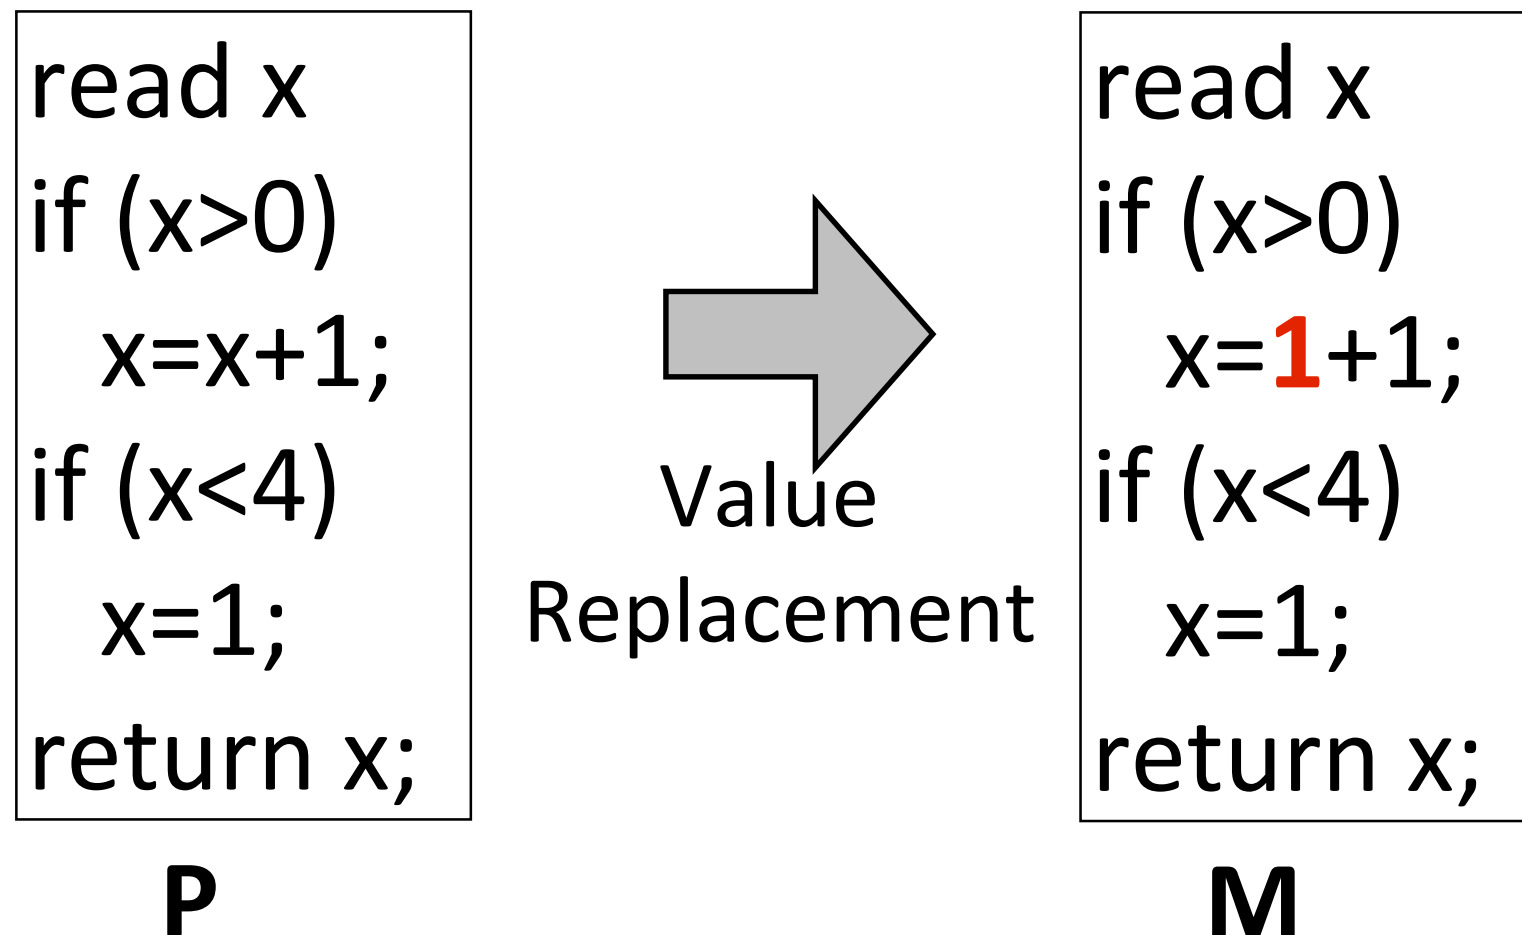 read x
if (x>0)
x=x+1;
if (x<4)
x=1;
return x;
P
Value
Replacement
read x
if (x>0)
x=1+1;
if (x<4)
x=1;
return x;
M